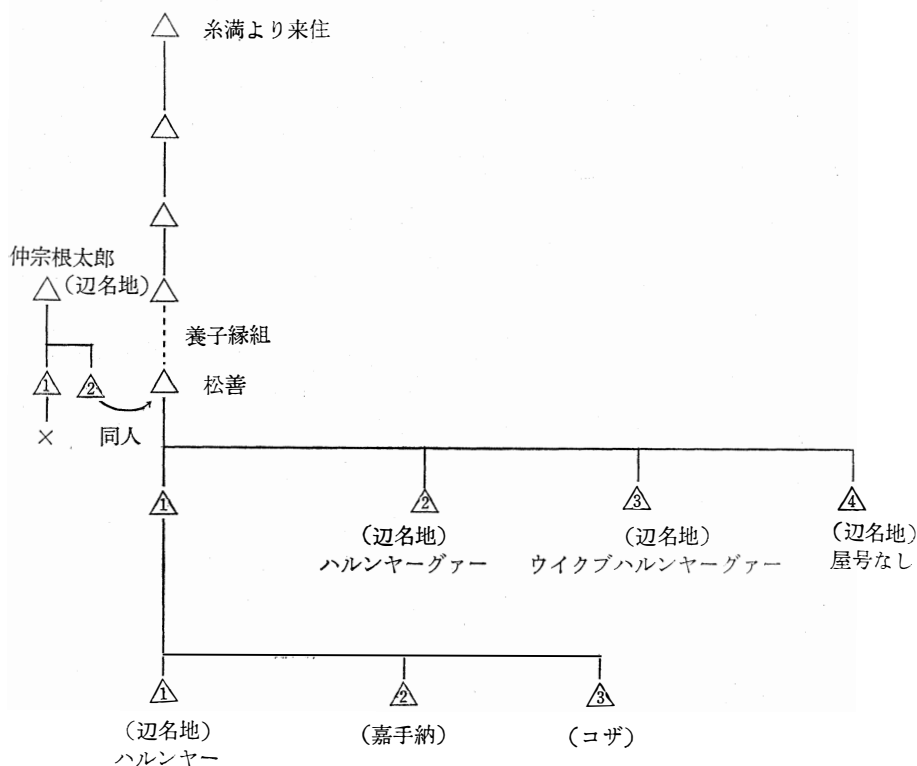 糸満より来住
仲宗根太郎
(辺名地)
養子縁組
1
2
松善
×
同人
1
2
3
4
(辺名地)
ハルンヤーグァー
(辺名地)
ウイクブハルンヤーグァー
(辺名地)
屋号なし
1
2
3
(辺名地)
ハルンヤー
(嘉手納)
(コザ)